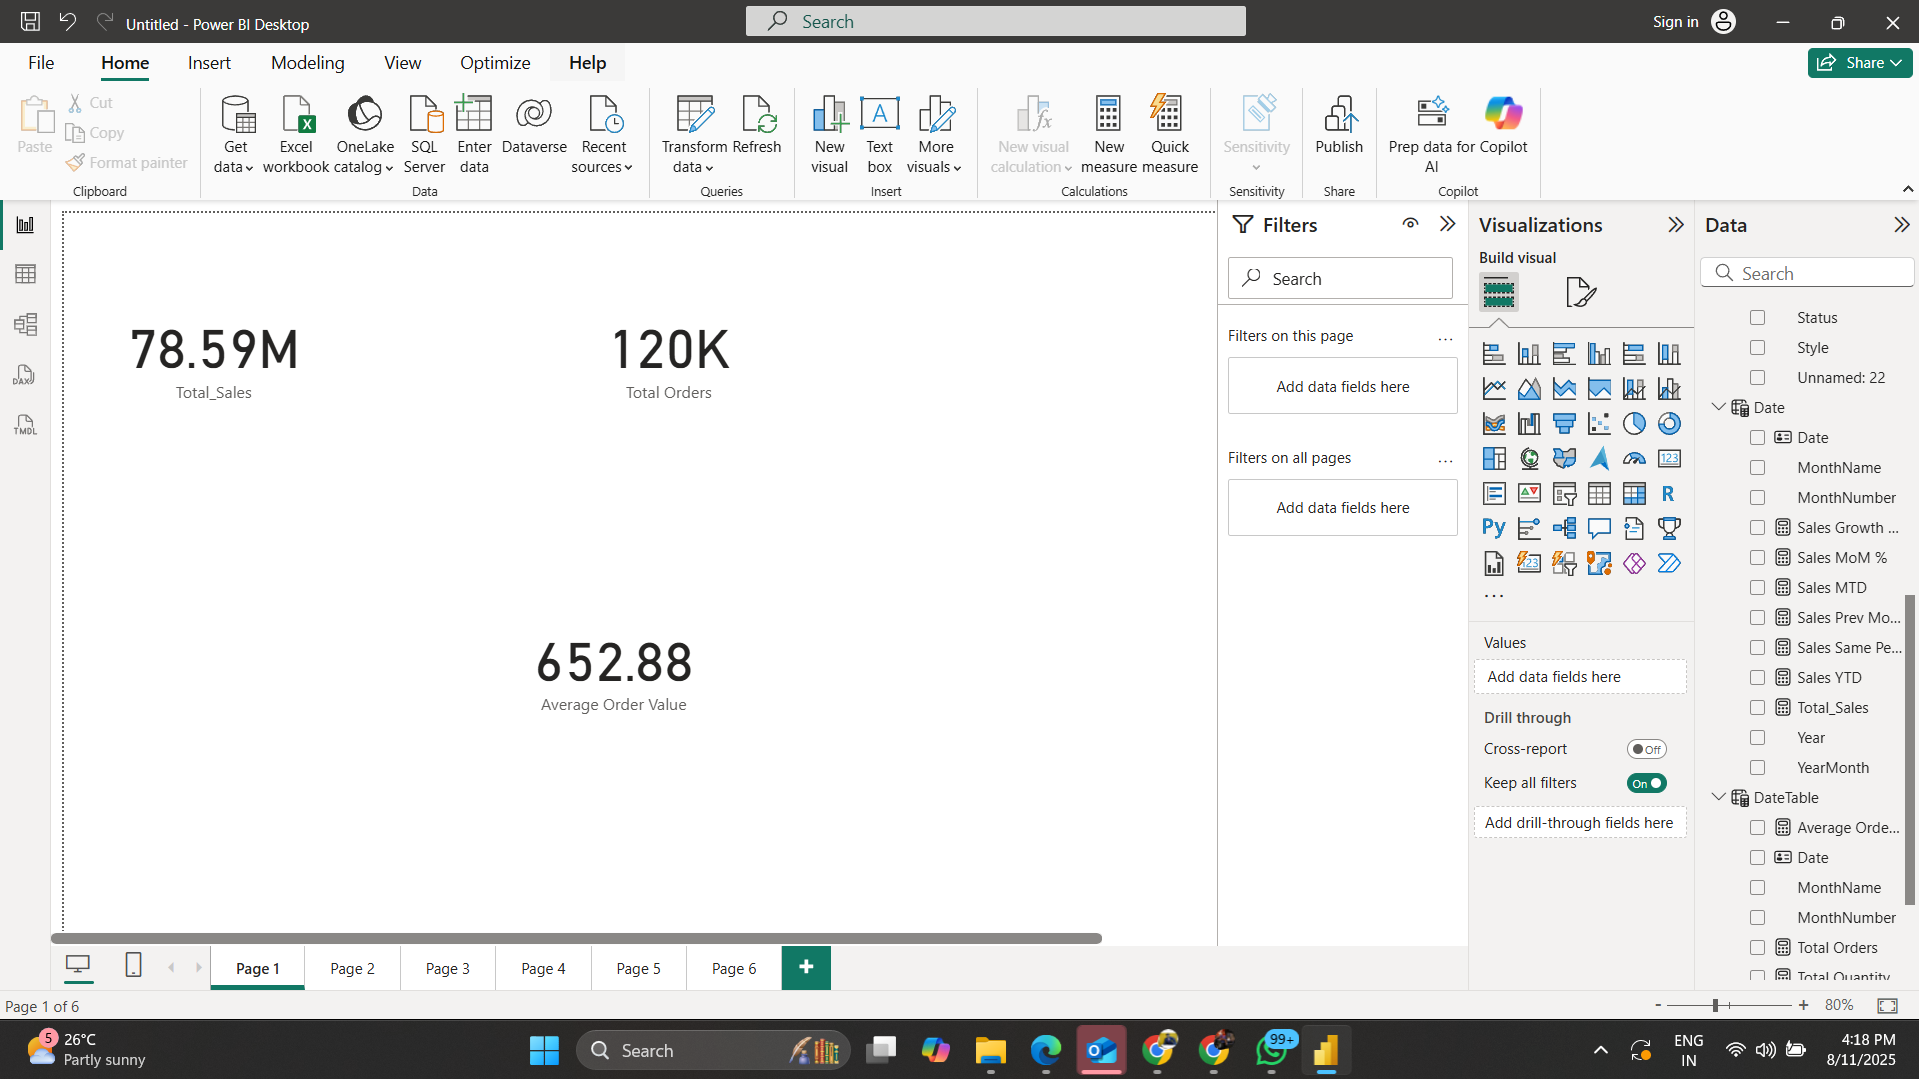 Untitled - Power BI Desktop
Search
Sign in
File
Home
Insert
Modeling
View
Optimize
Help
Share
Paste
Cut
Copy
Format painter
Clipboard
Get data
Excel workbook
OneLake catalog
SQL Server
Enter data
Dataverse
Recent sources
Data
Transform data
Refresh
Queries
New visual
A
Text box
More visuals
Insert
New visual calculation
New measure
Quick measure
Calculations
Sensitivity
Sensitivity
Publish
Share
Prep data for AI
Copilot
Copilot
DAX
TMDL
78.59M
Total_Sales
120K
Total Orders
652.88
Average Order Value
Filters
Search
Filters on this page
...
Add data fields here
Filters on all pages
...
Add data fields here
Visualizations
Build visual
123
R
Py
123
...
Values
Add data fields here
Drill through
Cross-report
Off
Keep all filters
On
Add drill-through fields here
Data
Search
Status
Style
Unnamed: 22
Date
Date
MonthName
MonthNumber
Sales Growth ...
Sales MoM %
Sales MTD
Sales Prev Mo...
Sales Same Pe...
Sales YTD
Total_Sales
Year
YearMonth
DateTable
Average Orde...
Date
MonthName
MonthNumber
Total Orders
Total Quantity
Page 1
Page 2
Page 3
Page 4
Page 5
Page 6
+
Page 1 of 6
-
+
80%
5
26°C
Partly sunny
Search
99+
ENG
IN
4:18 PM
8/11/2025